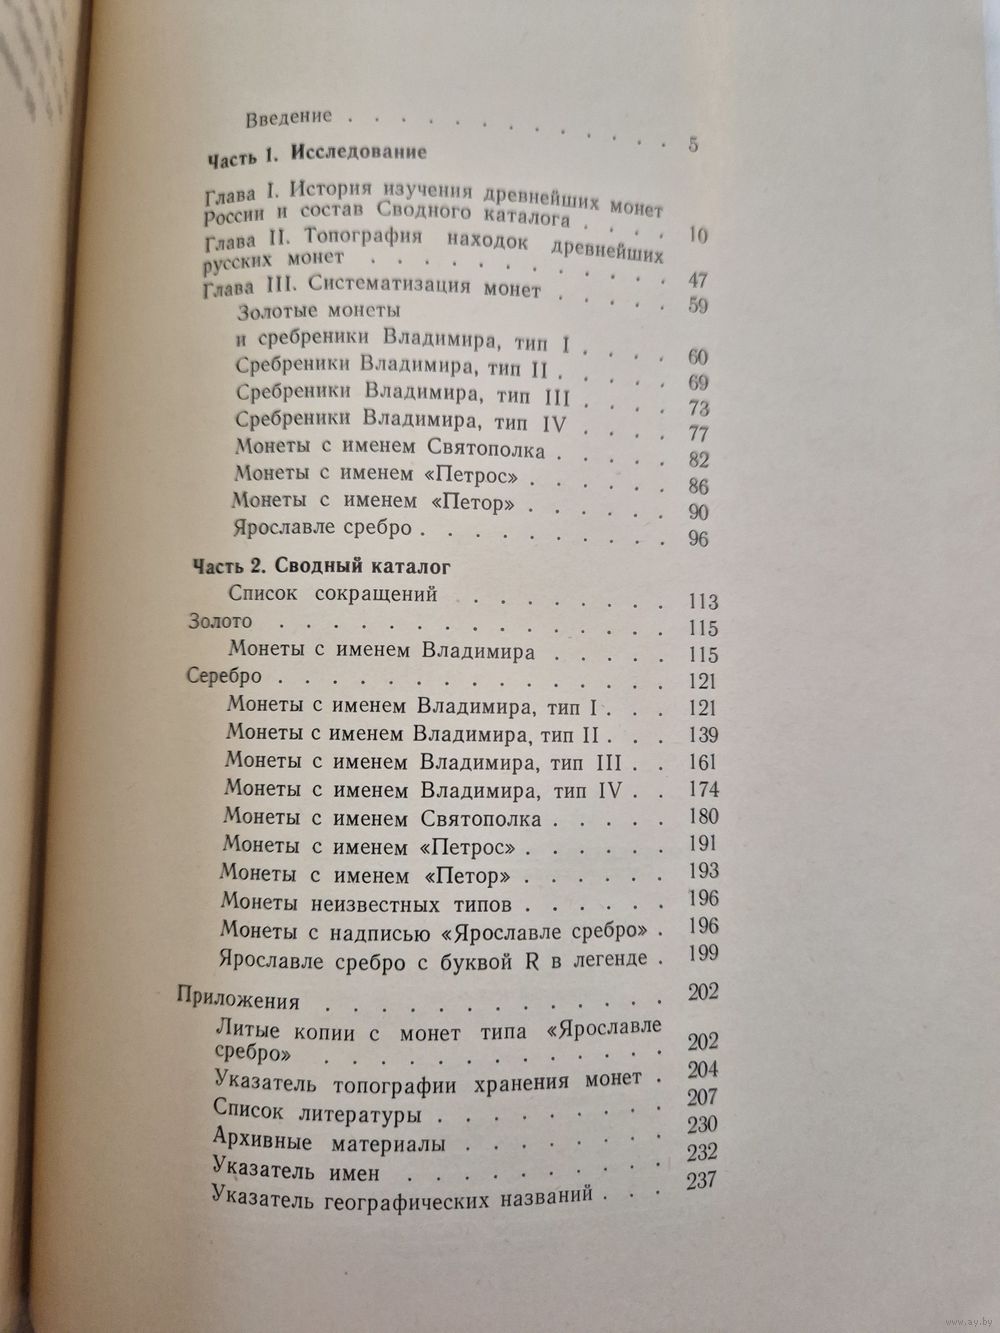 Введение . . . . . . . . . . . . . 5
Часть 1. Исследование
Глава I. История изучения древнейших монет
России и состав Сводного каталога . . . . 10
Глава II. Топография находок древнейших
русских монет . . . . . . . . . . . . 47
Глава III. Систематизация монет . . . . . 59
Золотые монеты
и сребреники Владимира, тип I . . . . 60
Сребреники Владимира, тип II . . . . . 69
Сребреники Владимира, тип III . . . . 73
Сребреники Владимира, тип IV . . . . 77
Монеты с именем Святополка . . . . . 82
Монеты с именем «Петрос» . . . . . . 86
Монеты с именем «Петор» . . . . . . 90
Ярославле сребро . . . . . . . . . . 96
Часть 2. Сводный каталог
Список сокращений . . . . . . . . 113
Золото . . . . . . . . . . . . . . . 115
Монеты с именем Владимира . . . . . 115
Серебро . . . . . . . . . . . . . . . 121
Монеты с именем Владимира, тип I . . . 121
Монеты с именем Владимира, тип II . . . 139
Монеты с именем Владимира, тип III . . 161
Монеты с именем Владимира, тип IV . . 174
Монеты с именем Святополка . . . . . 180
Монеты с именем «Петрос» . . . . . . 191
Монеты с именем «Петор» . . . . . . 193
Монеты неизвестных типов . . . . . . 196
Монеты с надписью «Ярославле сребро» . 196
Ярославле сребро с буквой R в легенде . 199
Приложения . . . . . . . . . . . . . 202
Литые копии с монет типа «Ярославле
сребро» . . . . . . . . . . . . . 202
Указатель топографии хранения монет . 204
Список литературы . . . . . . . . . 207
Архивные материалы . . . . . . . . 230
Указатель имен . . . . . . . . . . 232
Указатель географических названий . . . 237
www.ay.by